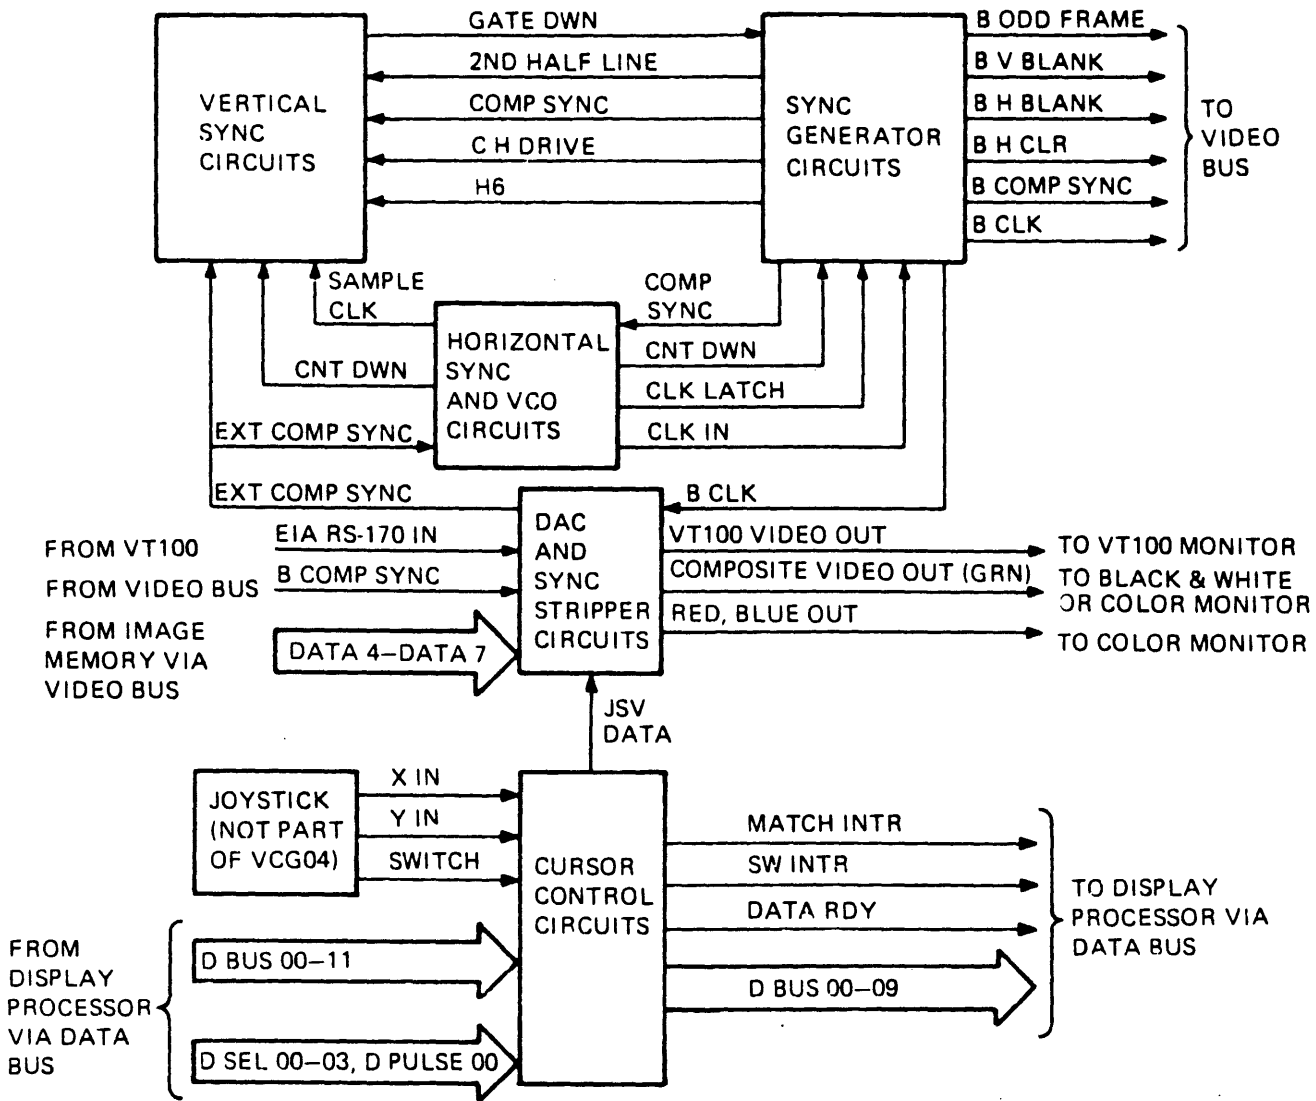 GATE DWN
2ND HALF LINE
COMP SYNC
C H DRIVE
H6
VERTICAL
SYNC
CIRCUITS
SYNC
GENERATOR
CIRCUITS
B ODD FRAME
B V BLANK
B H BLANK
B H CLR
B COMP SYNC
B CLK
TO
VIDEO
BUS
SAMPLE
CLK
CNT DWN
EXT COMP SYNC
HORIZONTAL
SYNC
AND VCO
CIRCUITS
COMP
SYNC
CNT DWN
CLK LATCH
CLK IN
EXT COMP SYNC
B CLK
FROM VT100
EIA RS-170 IN
FROM VIDEO BUS
B COMP SYNC
FROM IMAGE
MEMORY VIA
VIDEO BUS
DATA 4–DATA 7
DAC
AND
SYNC
STRIPPER
CIRCUITS
VT100 VIDEO OUT
COMPOSITE VIDEO OUT (GRN)
RED, BLUE OUT
TO VT100 MONITOR
TO BLACK & WHITE
OR COLOR MONITOR
TO COLOR MONITOR
JSV
DATA
JOYSTICK
(NOT PART
OF VCG04)
X IN
Y IN
SWITCH
CURSOR
CONTROL
CIRCUITS
MATCH INTR
SW INTR
DATA RDY
D BUS 00–09
TO DISPLAY
PROCESSOR VIA
DATA BUS
FROM
DISPLAY
PROCESSOR
VIA DATA
BUS
D BUS 00–11
D SEL 00–03, D PULSE 00